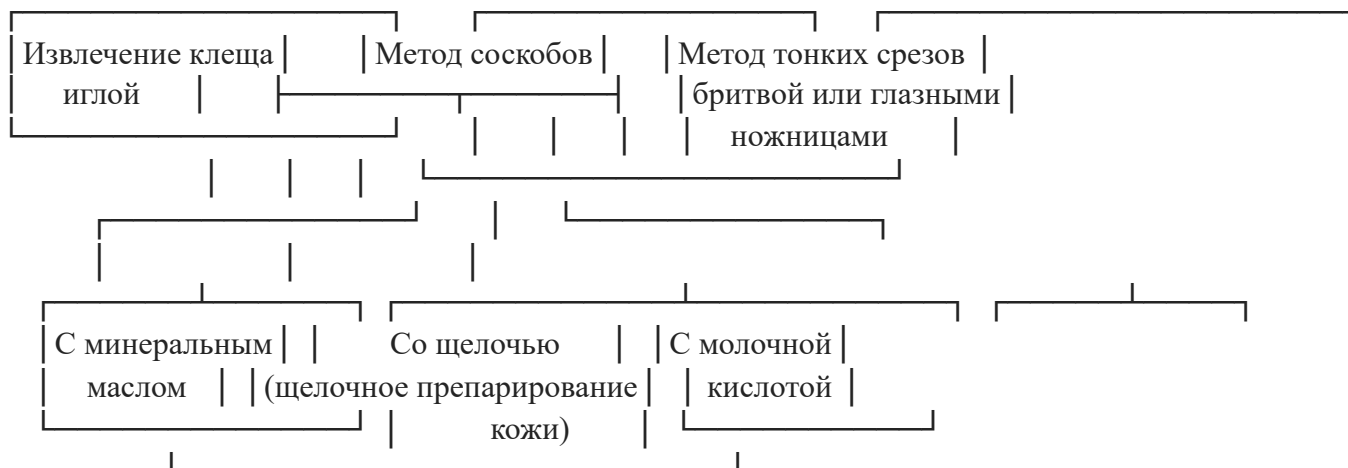 Извлечение клеща Метод соскобов Метод тонких срезов
иглой бритвой или глазными
ножницами
С минеральным Со щелочью С молочной
маслом (щелочное препарирование кислотой
кожи)